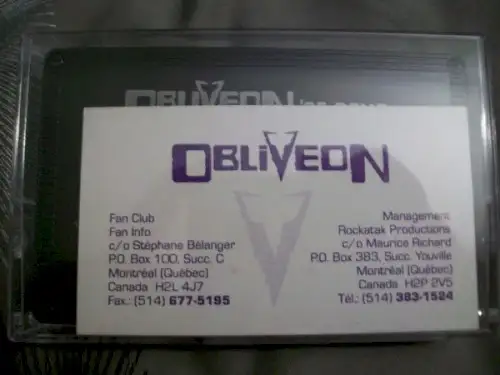 OBLIVEON
OBLiVEON
Fan Club
Fan Info
c/o Stéphane Bélanger
P.O. Box 100, Succ. C
Montréal (Québec)
Canada H2L 4J7
Fax.: (514) 677-5195
Management
Rockatak Productions
c/o Maurice Richard
P.O. Box 383, Succ. Youville
Montréal (Québec)
Canada H2P 2V5
Tél.: (514) 383-1524